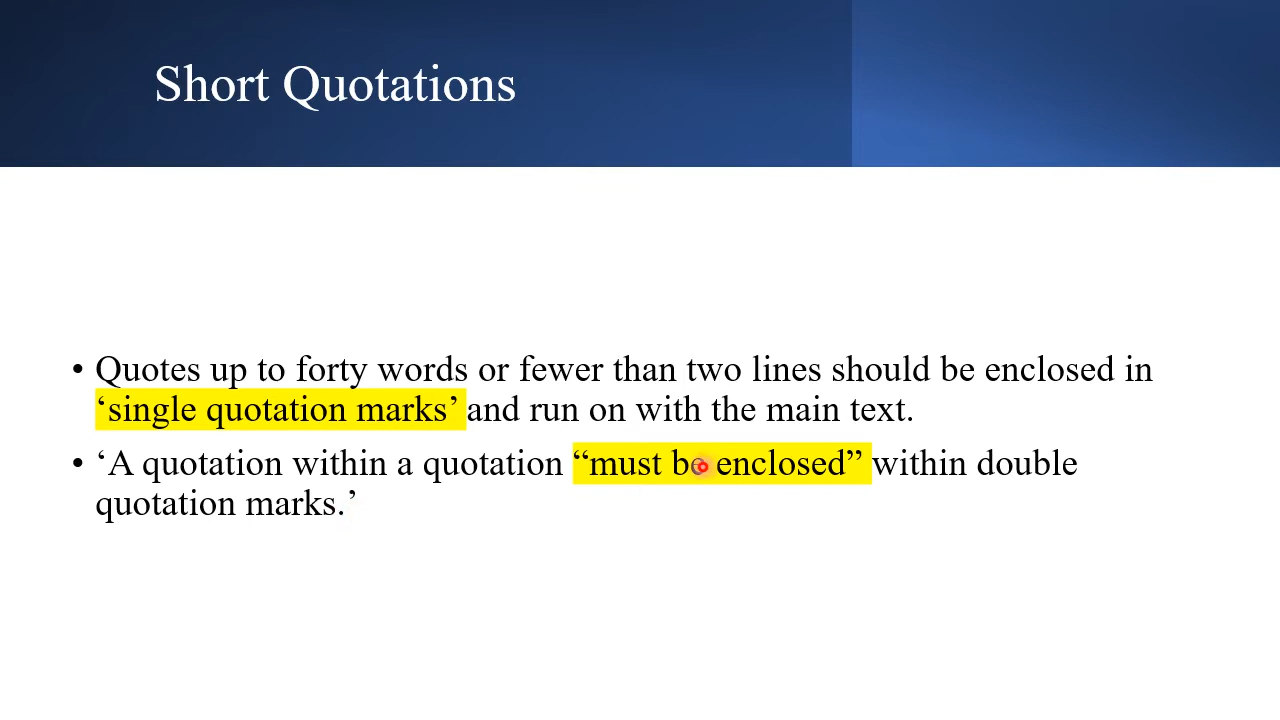 Short Quotations
• Quotes up to forty words or fewer than two lines should be enclosed in
‘single quotation marks’ and run on with the main text.
• ‘A quotation within a quotation “must be enclosed” within double
quotation marks.’